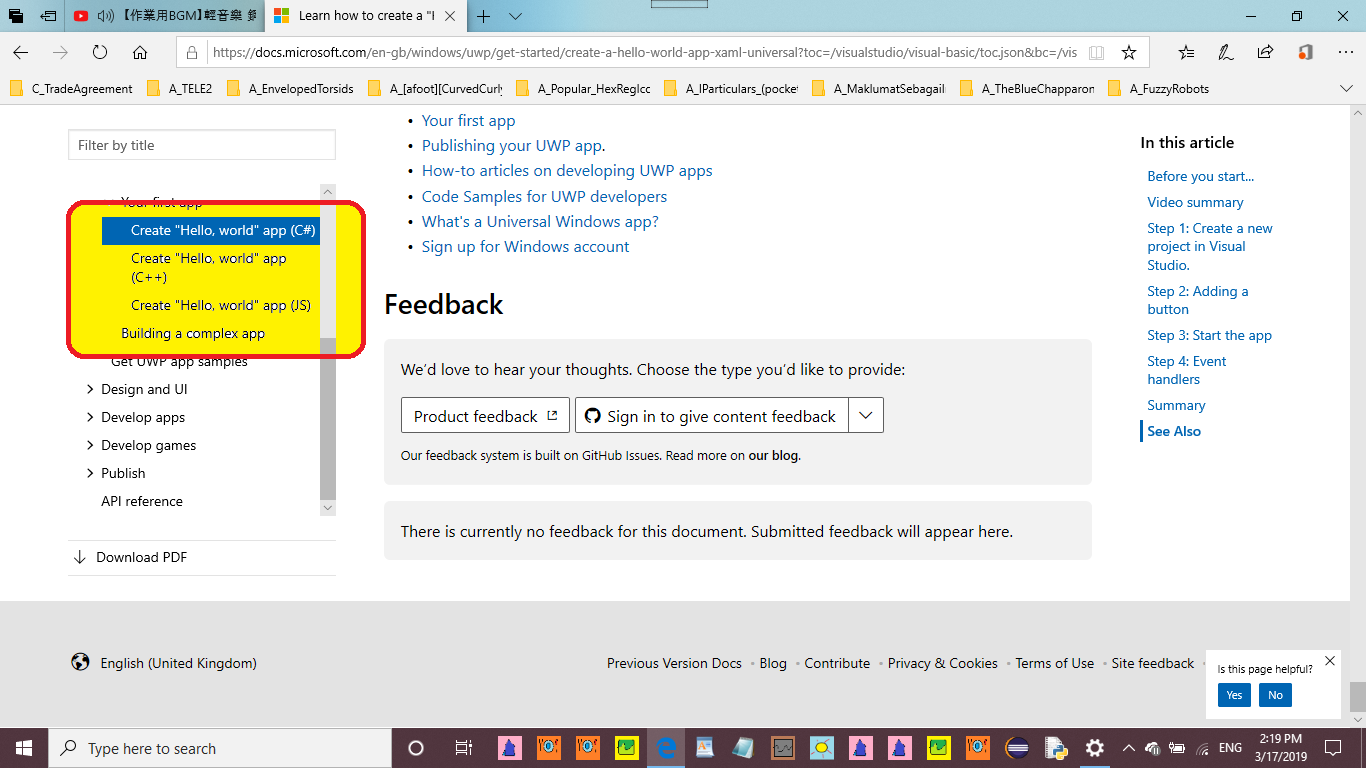 【作業用BGM】輕音樂
Learn how to create a "
https://docs.microsoft.com/en-gb/windows/uwp/get-started/create-a-hello-world-app-xaml-universal?toc=/visualstudio/visual-basic/toc.json&bc=/vis
C_TradeAgreement
A_TELE2
A_EnvelopedTorsids
A_[afoot][CurvedCurly
A_Popular_HexRegIcc
A_IParticulars_(pocket
A_MaklumatSebagai
A_TheBlueChapparon
A_FuzzyRobots
Filter by title
Your first app
Create "Hello, world" app (C#)
Create "Hello, world" app
(C++)
Create "Hello, world" app (JS)
Building a complex app
Get UWP app samples
Design and UI
Develop apps
Develop games
Publish
API reference
Download PDF
• Your first app
• Publishing your UWP app.
• How-to articles on developing UWP apps
• Code Samples for UWP developers
• What's a Universal Windows app?
• Sign up for Windows account
Feedback
We'd love to hear your thoughts. Choose the type you'd like to provide:
Product feedback
Sign in to give content feedback
Our feedback system is built on GitHub Issues. Read more on our blog.
There is currently no feedback for this document. Submitted feedback will appear here.
In this article
Before you start...
Video summary
Step 1: Create a new
project in Visual
Studio.
Step 2: Adding a
button
Step 3: Start the app
Step 4: Event
handlers
Summary
See Also
English (United Kingdom)
Previous Version Docs • Blog • Contribute • Privacy & Cookies • Terms of Use • Site feedback •
Is this page helpful?
Yes
No
Type here to search
ENG
2:19 PM
3/17/2019